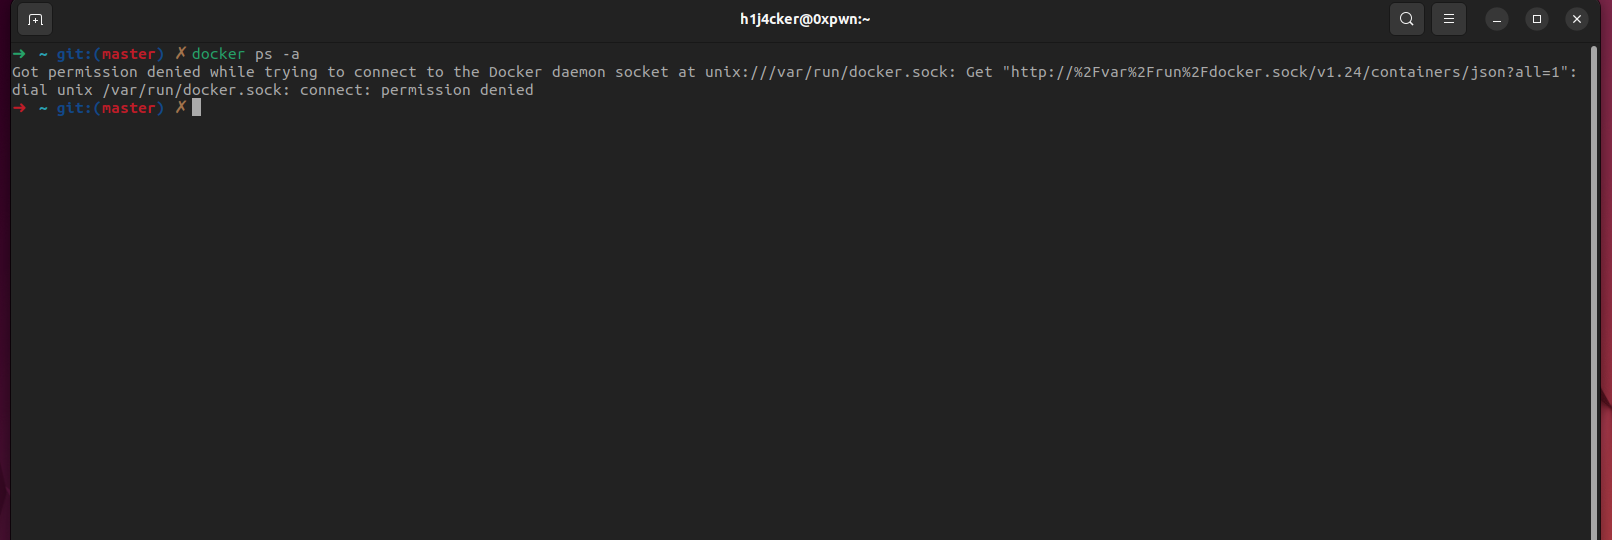 h1j4cker@0xpwn:~
➜ ~ git:(master) ✗ docker ps -a
Got permission denied while trying to connect to the Docker daemon socket at unix:///var/run/docker.sock: Get "http://%2Fvar%2Frun%2Fdocker.sock/v1.24/containers/json?all=1":
dial unix /var/run/docker.sock: connect: permission denied
➜ ~ git:(master) ✗